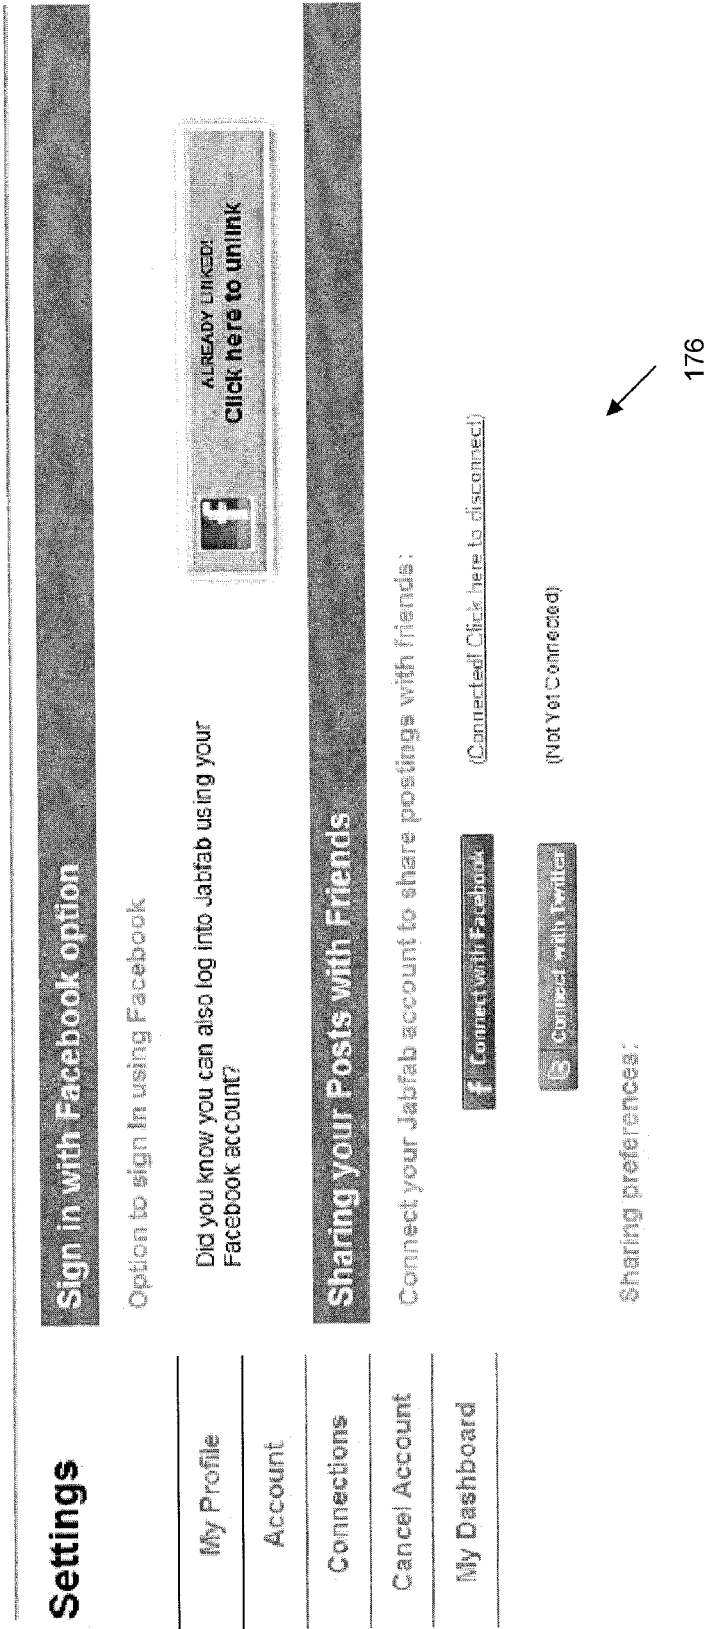 Settings
My Profile
Account
Connections
Cancel Account
My Dashboard
Sign in with Facebook option
Option to sign in using Facebook
Did you know you can also log into Jabfab using your
Facebook account?
f
ALREADY LINKED!
Click here to unlink
Sharing your Posts with Friends
Connect your Jabfab account to share postings with friends:
f Connect with Facebook
(Connected! Click here to disconnect)
Connect with Twitter
(Not Yet Connected)
Sharing preferences:
176